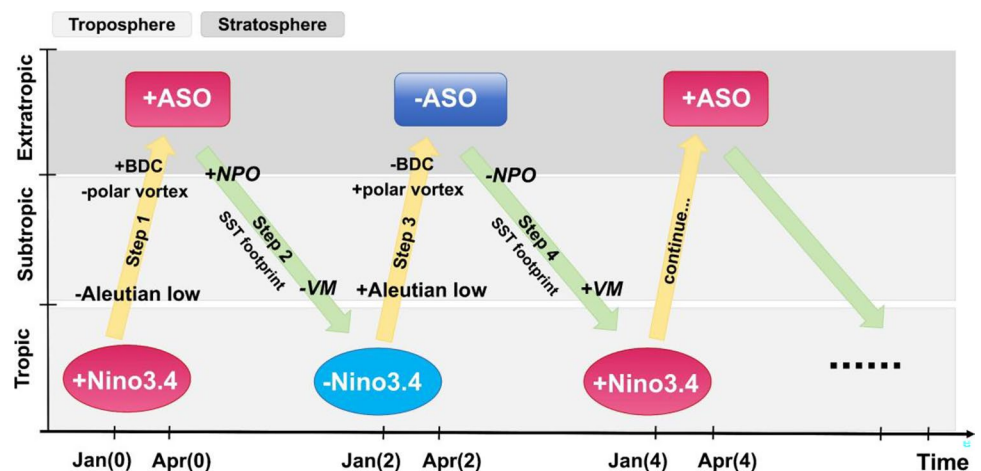 Troposphere Stratosphere
Extratropic
Subtropic
Tropic
+ASO
-ASO
+ASO
+BDC
-polar vortex
+NPO
-BDC
+polar vortex
-NPO
Step 1
Step 2
SST footprint
Step 3
Step 4
SST footprint
continue...
-Aleutian low
-VM
+Aleutian low
+VM
+Nino3.4
-Nino3.4
+Nino3.4
......
Jan(0) Apr(0) Jan(2) Apr(2) Jan(4) Apr(4) Time